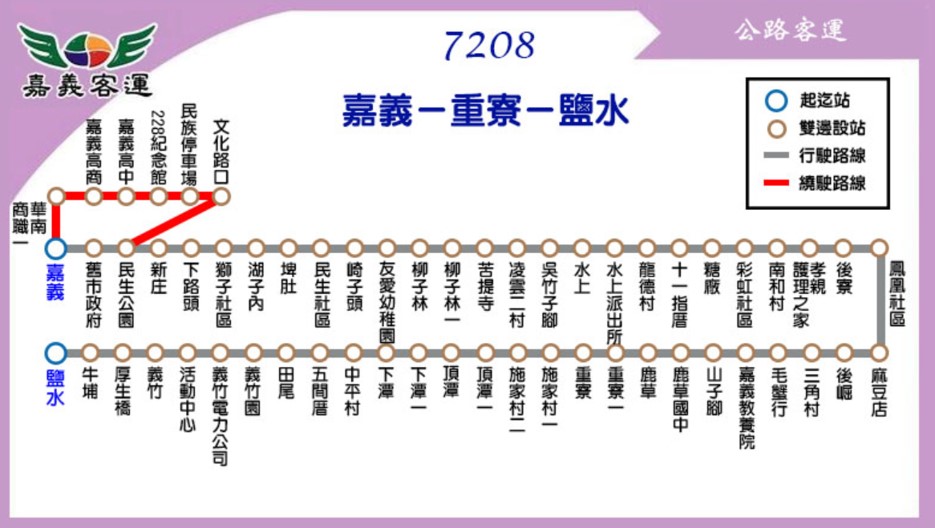 嘉義客運
7208
公路客運
嘉義－重寮－鹽水
起迄站
雙邊設站
行駛路線
繞駛路線
華南商職一
嘉義高商
嘉義高中
228紀念館
民族停車場
文化路口
嘉義
舊市政府
民生公園
新庄
下路頭
獅子社區
湖子內
埤肚
民生社區
崎子頭
友愛幼稚園
柳子林
柳子林一
苦提寺
凌雲二村
吳竹子腳
水上
水上派出所
龍德村
十一指厝
糖廠
彩虹社區
南和村
孝親護理之家
後寮
鳳凰社區
鹽水
牛埔
厚生橋
義竹
活動中心
義竹電力公司
義竹園
田尾
五間厝
中平村
下潭
下潭一
頂潭
頂潭一
施家村二
施家村一
重寮
重寮一
鹿草
鹿草國中
山子腳
嘉義教養院
毛蟹行
三角村
後崛
麻豆店